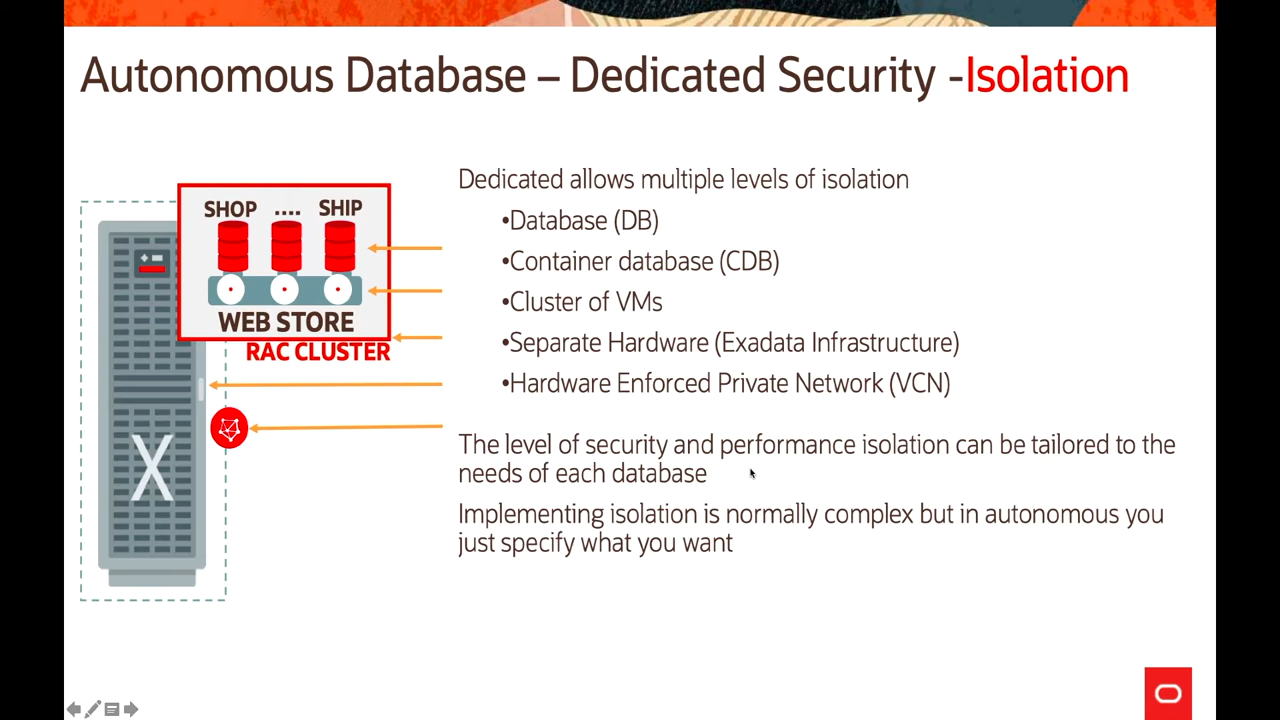 Autonomous Database – Dedicated Security -Isolation
SHOP .... SHIP
WEB STORE
RAC CLUSTER
X
Dedicated allows multiple levels of isolation
•Database (DB)
•Container database (CDB)
•Cluster of VMs
•Separate Hardware (Exadata Infrastructure)
•Hardware Enforced Private Network (VCN)
The level of security and performance isolation can be tailored to the
needs of each database
Implementing isolation is normally complex but in autonomous you
just specify what you want